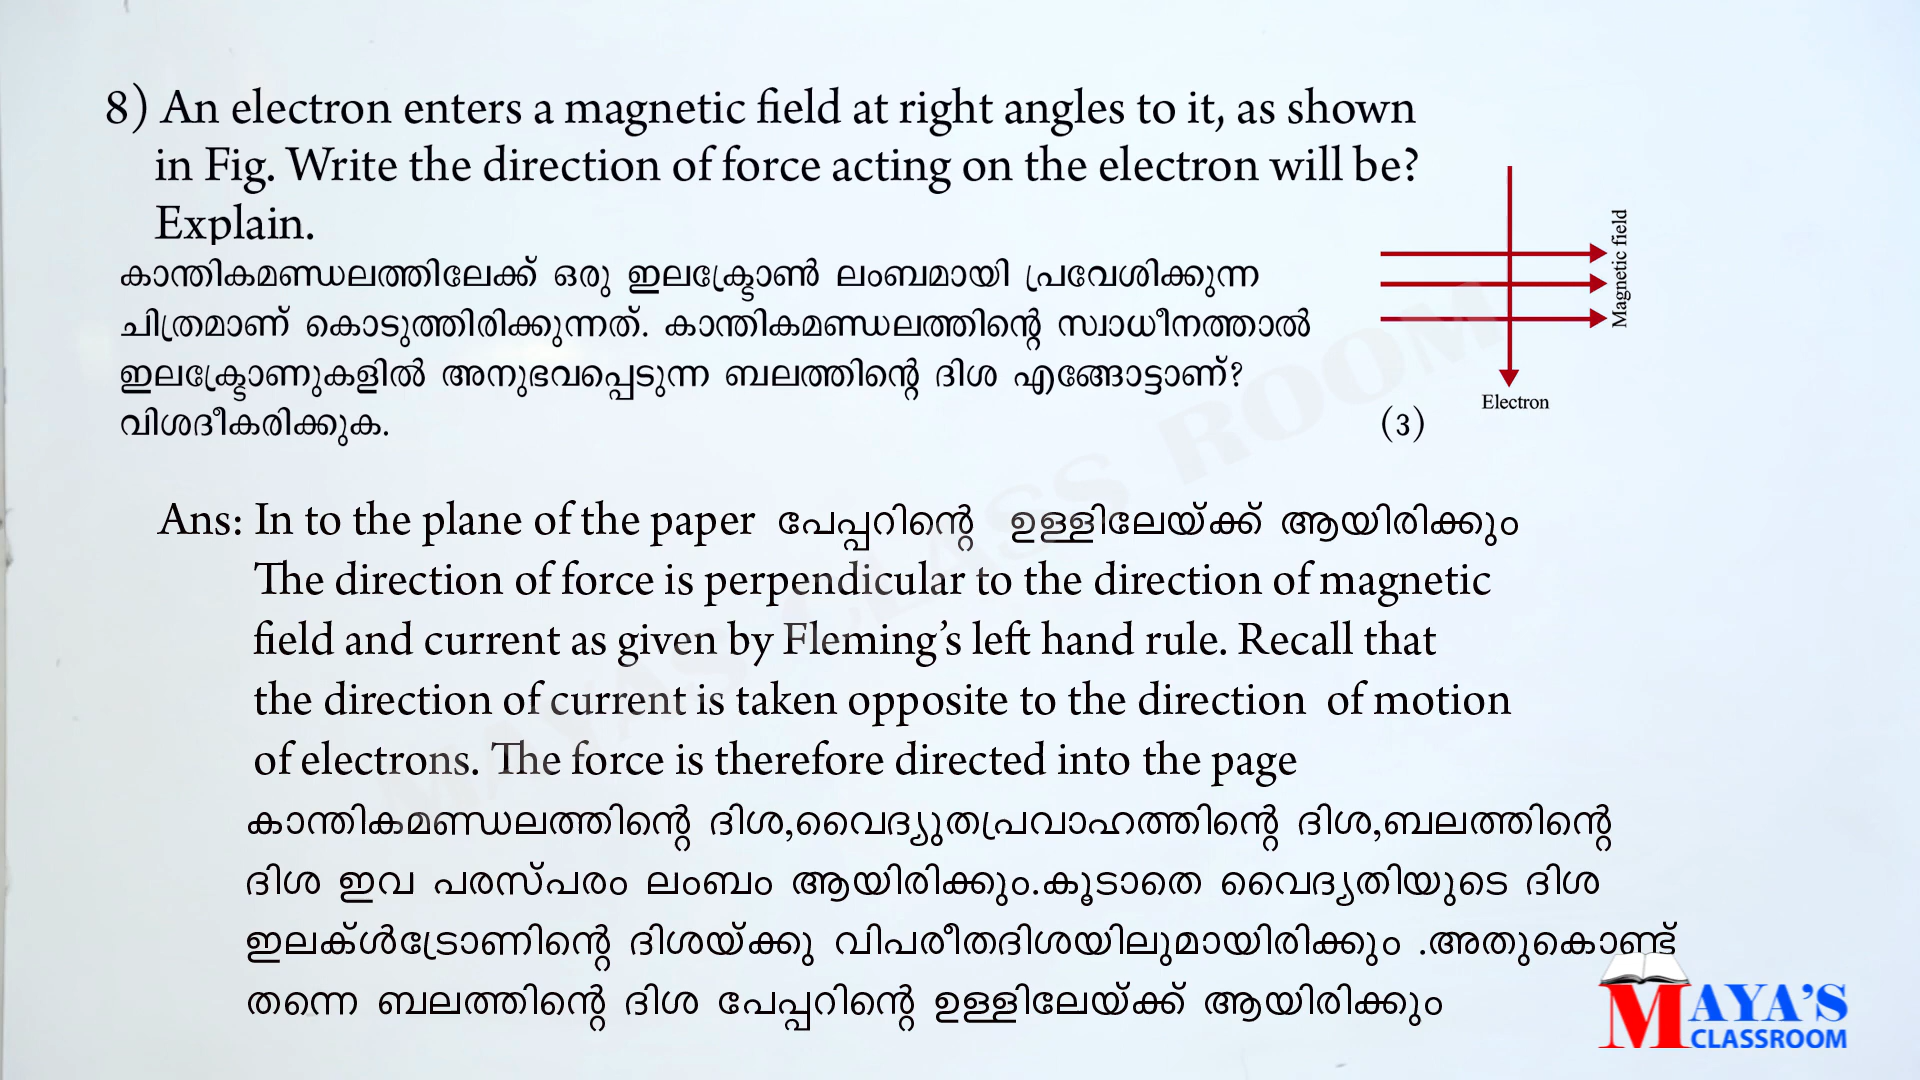 8) An electron enters a magnetic field at right angles to it, as shown
in Fig. Write the direction of force acting on the electron will be?
Explain.
കാന്തികമണ്ഡലത്തിലേക്ക് ഒരു ഇലക്ട്രോൺ ലംബമായി പ്രവേശിക്കുന്ന
ചിത്രമാണ് കൊടുത്തിരിക്കുന്നത്. കാന്തികമണ്ഡലത്തിന്റെ സ്വാധീനത്താൽ
ഇലക്ട്രോണുകളിൽ അനുഭവപ്പെടുന്ന ബലത്തിന്റെ ദിശ എങ്ങോട്ടാണ്?
വിശദീകരിക്കുക.
(3)
Magnetic field
Electron
Ans: In to the plane of the paper പേപ്പറിന്റെ ഉള്ളിലേയ്ക്ക് ആയിരിക്കും
The direction of force is perpendicular to the direction of magnetic
field and current as given by Fleming's left hand rule. Recall that
the direction of current is taken opposite to the direction of motion
of electrons. The force is therefore directed into the page
കാന്തികമണ്ഡലത്തിന്റെ ദിശ,വൈദ്യുതപ്രവാഹത്തിന്റെ ദിശ,ബലത്തിന്റെ
ദിശ ഇവ പരസ്പരം ലംബം ആയിരിക്കും.കൂടാതെ വൈദ്യതിയുടെ ദിശ
ഇലക്ൾട്രോണിന്റെ ദിശയ്ക്കു വിപരീതദിശയിലുമായിരിക്കും .അതുകൊണ്ട്
തന്നെ ബലത്തിന്റെ ദിശ പേപ്പറിന്റെ ഉള്ളിലേയ്ക്ക് ആയിരിക്കും
MAYAS CLASS ROOM
MAYA'S
CLASSROOM